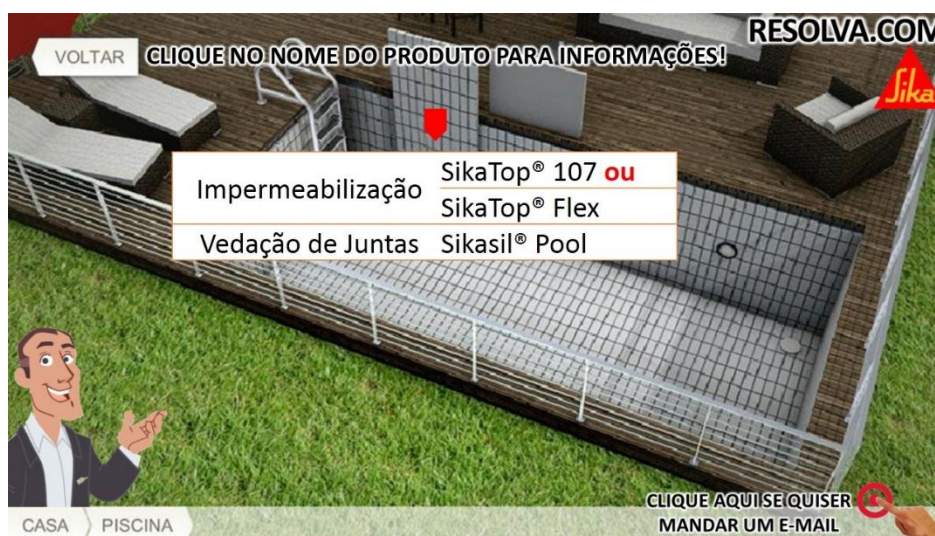 RESOLVA.COM
VOLTAR
CLIQUE NO NOME DO PRODUTO PARA INFORMAÇÕES!
Sika
Impermeabilização
SikaTop® 107 ou
SikaTop® Flex
Vedação de Juntas Sikasil® Pool
CLIQUE AQUI SE QUISER
MANDAR UM E-MAIL
CASA PISCINA